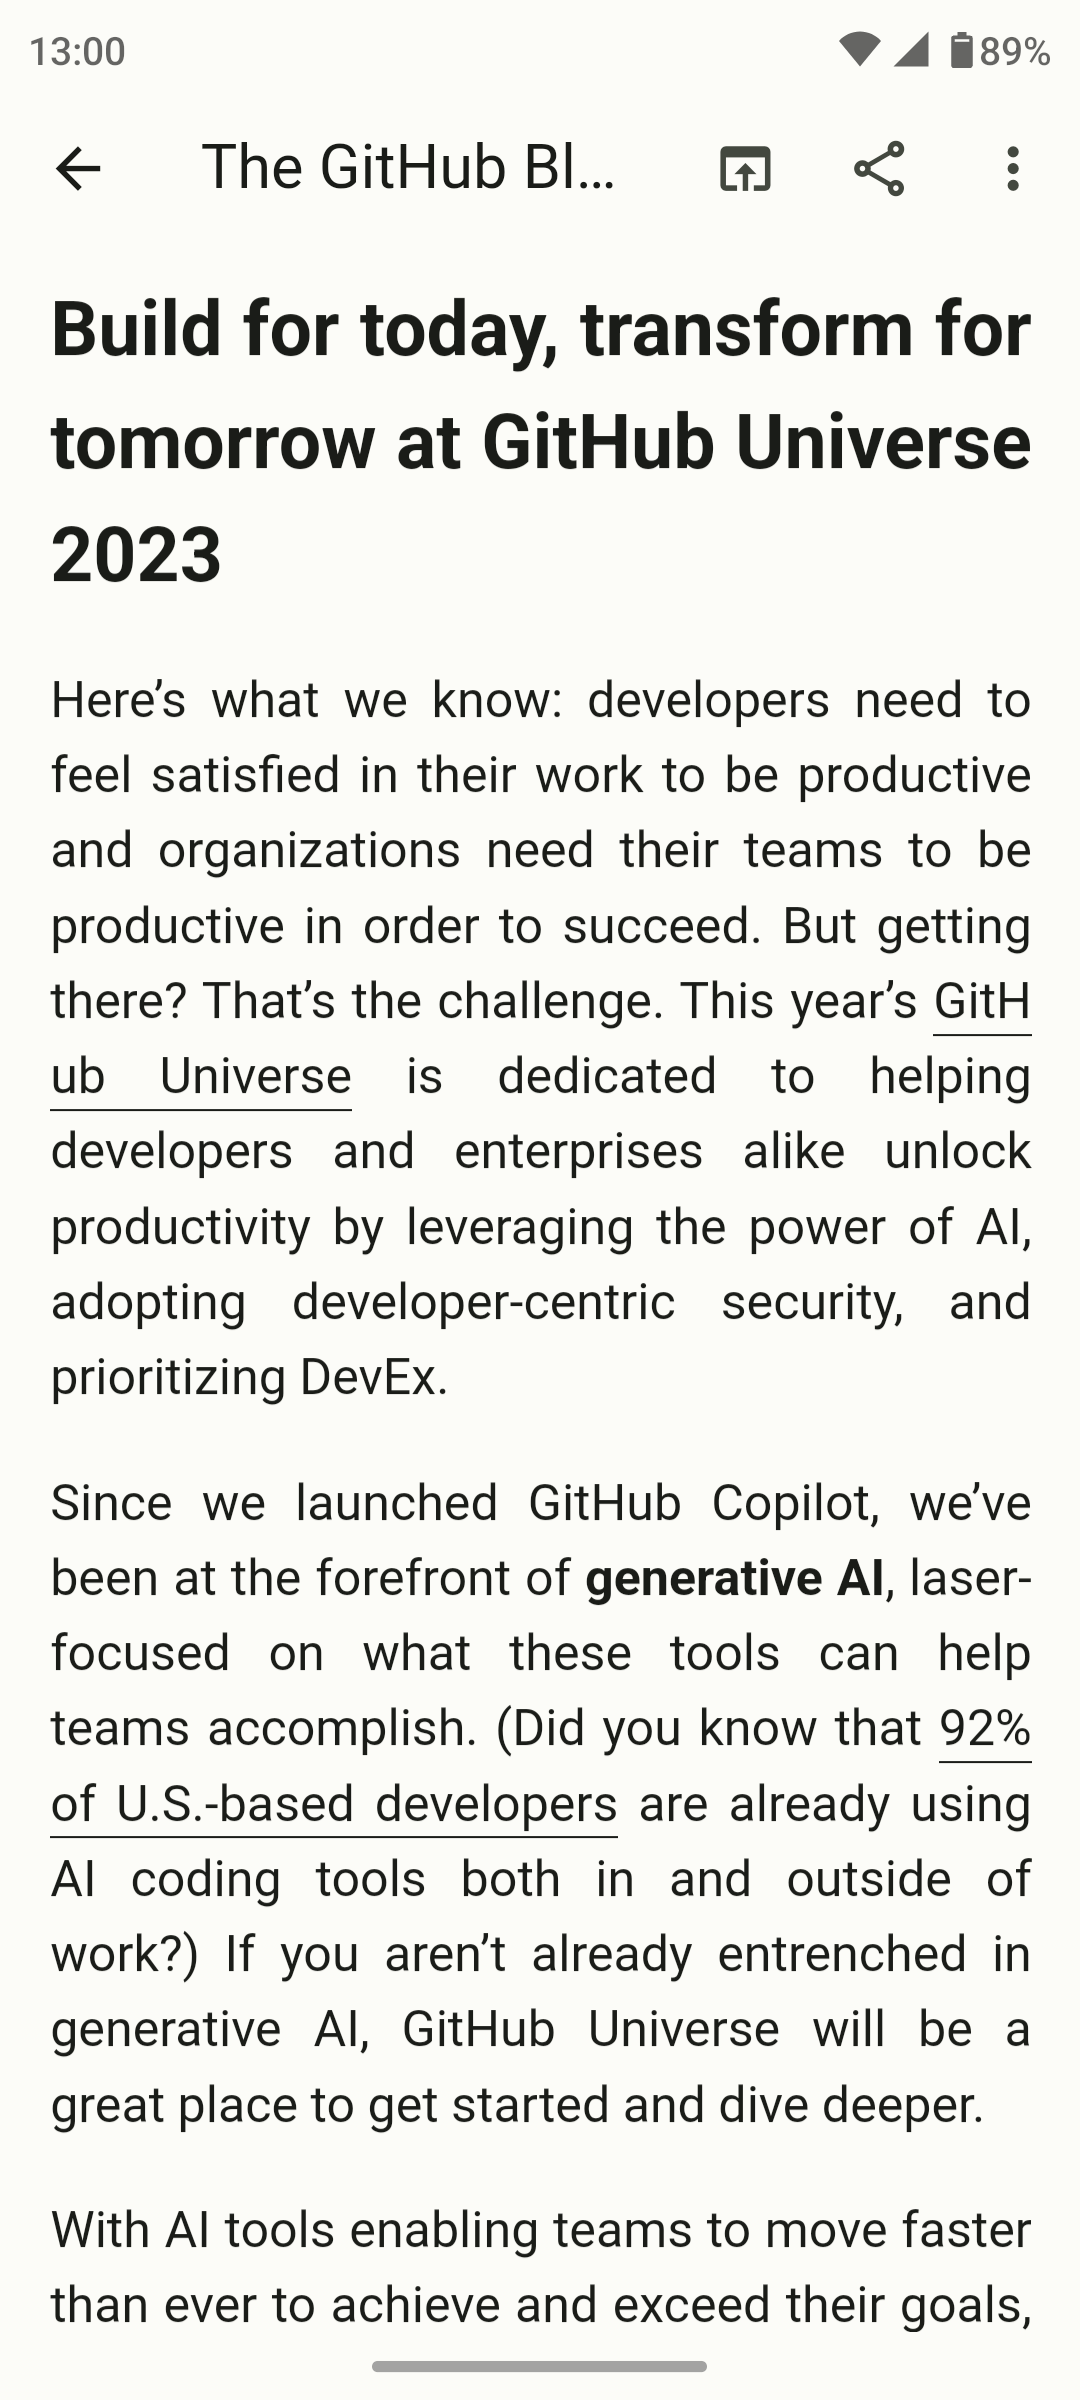 13:00
89%
The GitHub Bl...
Build for today, transform for
tomorrow at GitHub Universe
2023
Here’s what we know: developers need to
feel satisfied in their work to be productive
and organizations need their teams to be
productive in order to succeed. But getting
there? That’s the challenge. This year’s GitH
ub Universe is dedicated to helping
developers and enterprises alike unlock
productivity by leveraging the power of AI,
adopting developer-centric security, and
prioritizing DevEx.
Since we launched GitHub Copilot, we’ve
been at the forefront of generative AI, laser-
focused on what these tools can help
teams accomplish. (Did you know that 92%
of U.S.-based developers are already using
AI coding tools both in and outside of
work?) If you aren’t already entrenched in
generative AI, GitHub Universe will be a
great place to get started and dive deeper.
With AI tools enabling teams to move faster
than ever to achieve and exceed their goals,